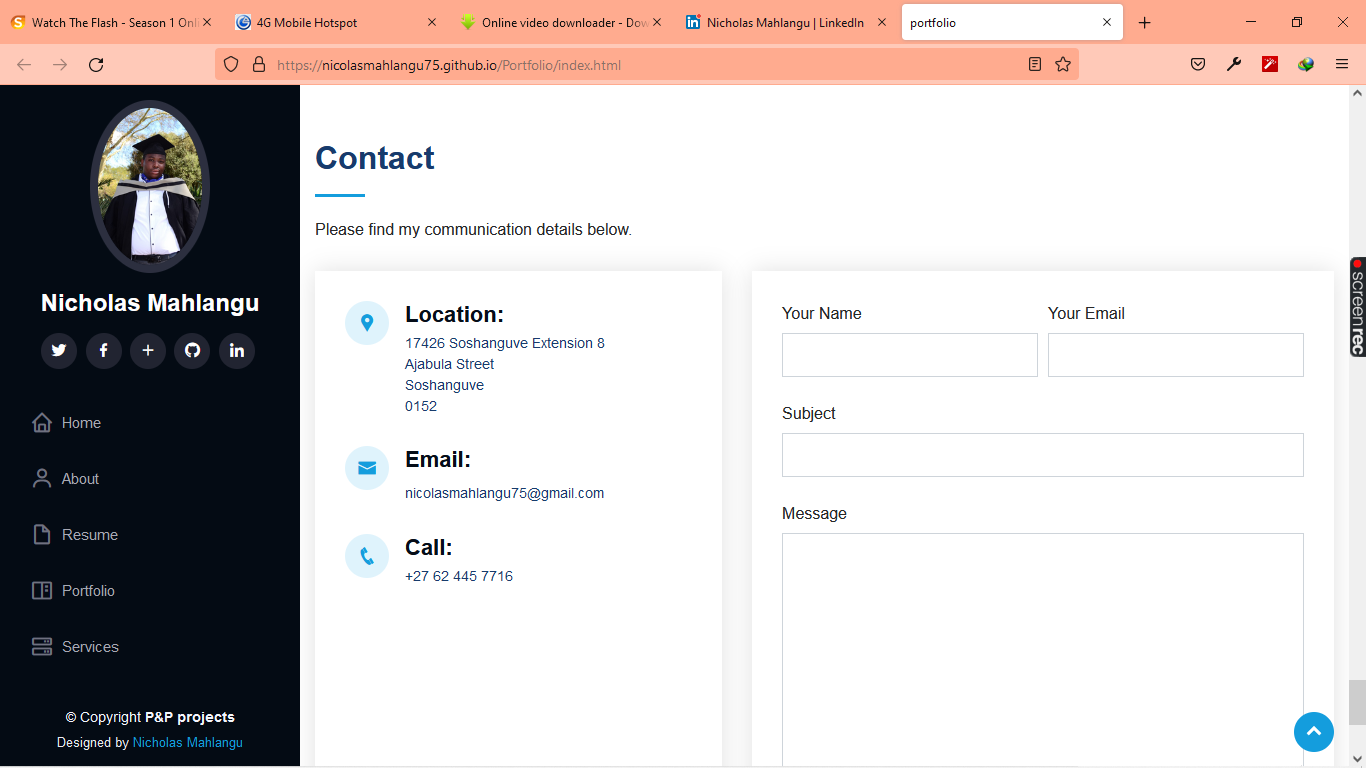 Watch The Flash - Season 1 Onl
4G Mobile Hotspot
Online video downloader - Dow
Nicholas Mahlangu | LinkedIn
portfolio
https://nicolasmahlangu75.github.io/Portfolio/index.html
Nicholas Mahlangu
Home
About
Resume
Portfolio
Services
© Copyright P&P projects
Designed by Nicholas Mahlangu
Contact
Please find my communication details below.
Location:
17426 Soshanguve Extension 8
Ajabula Street
Soshanguve
0152
Email:
nicolasmahlangu75@gmail.com
Call:
+27 62 445 7716
Your Name
Your Email
Subject
Message
screenrec